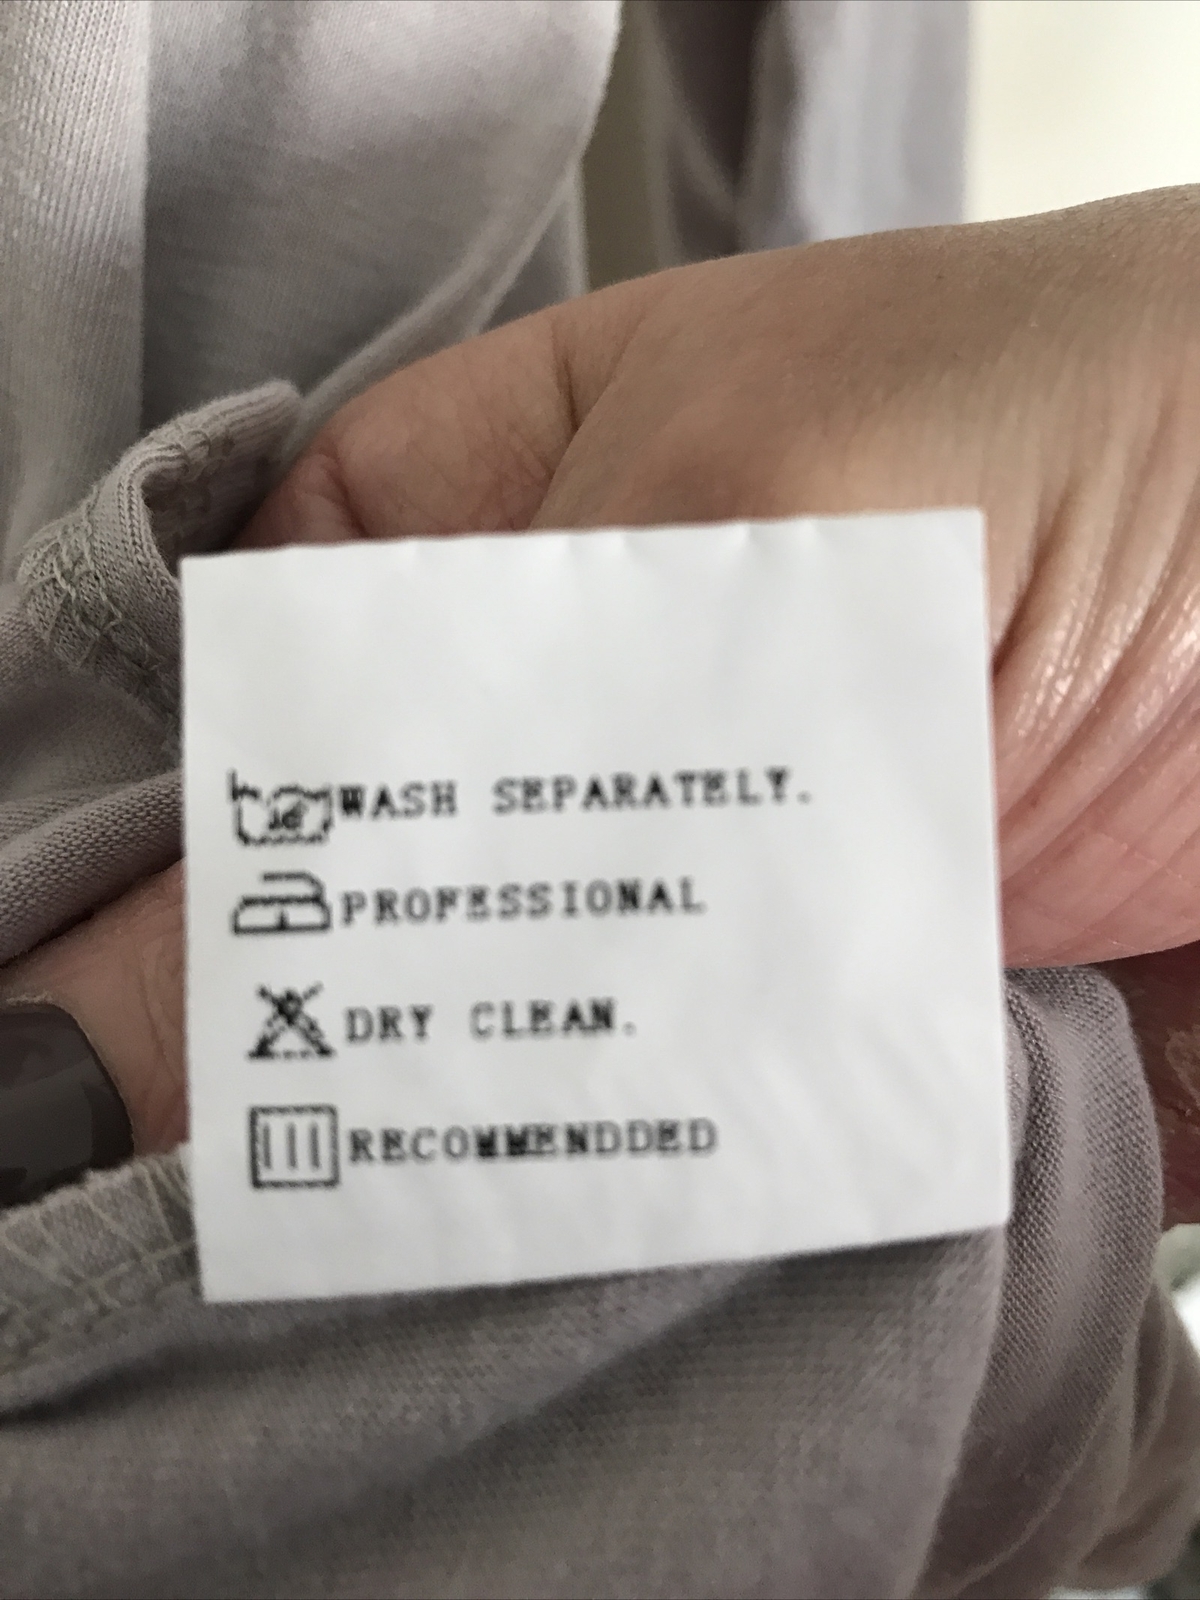 WASH SEPARATELY.
PROFESSIONAL
DRY CLEAN.
RECOMMENDDED